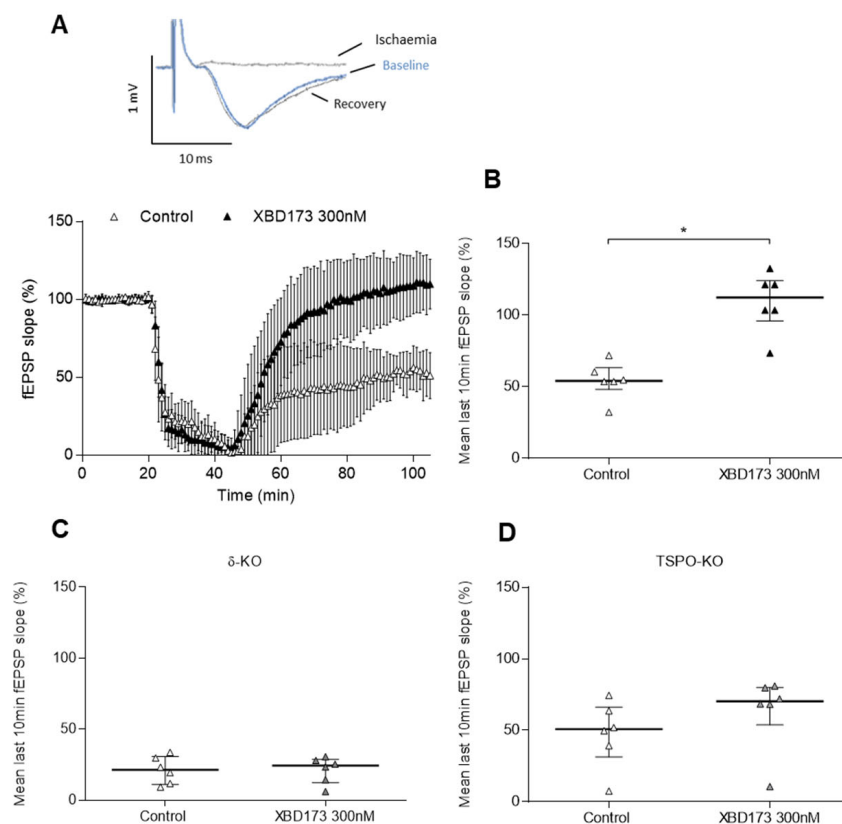 A
Ischaemia
Baseline
Recovery
1 mV
10 ms
Control
XBD173 300nM
fEPSP slope (%)
150
100
50
0
0 20 40 60 80 100
Time (min)
B
*
Mean last 10min fEPSP slope (%)
150
100
50
0
Control XBD173 300nM
C
δ-KO
Mean last 10min fEPSP slope (%)
150
100
50
0
Control XBD173 300nM
D
TSPO-KO
Mean last 10min fEPSP slope (%)
150
100
50
0
Control XBD173 300nM